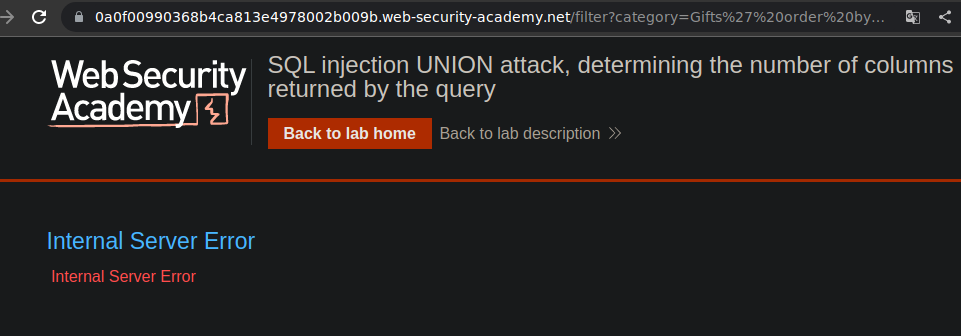 0a0f00990368b4ca813e4978002b009b.web-security-academy.net/filter?category=Gifts%27%20order%20by...
WebSecurity
Academy
SQL injection UNION attack, determining the number of columns
returned by the query
Back to lab home Back to lab description
Internal Server Error
Internal Server Error